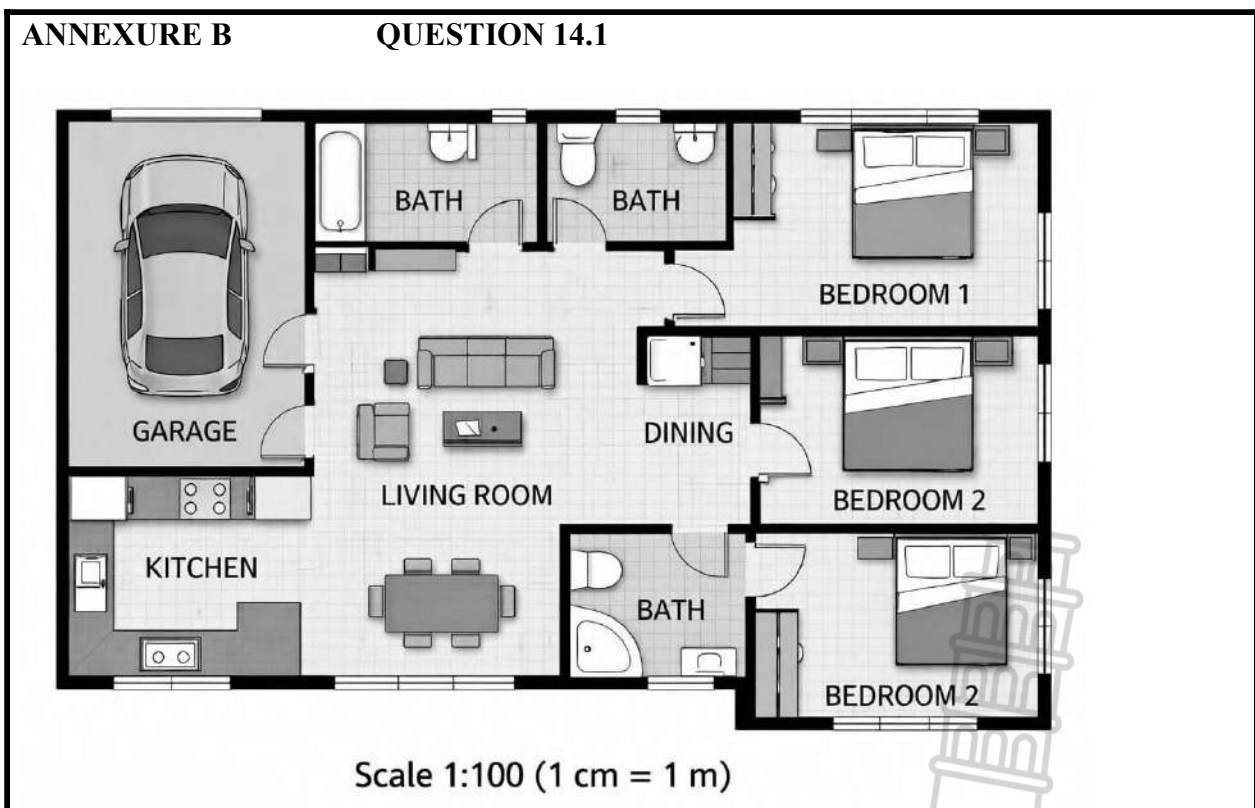 ANNEXURE B QUESTION 14.1
BATH
BATH
BEDROOM 1
GARAGE
DINING
LIVING ROOM
BEDROOM 2
KITCHEN
BATH
BEDROOM 2
Scale 1:100 (1 cm = 1 m)